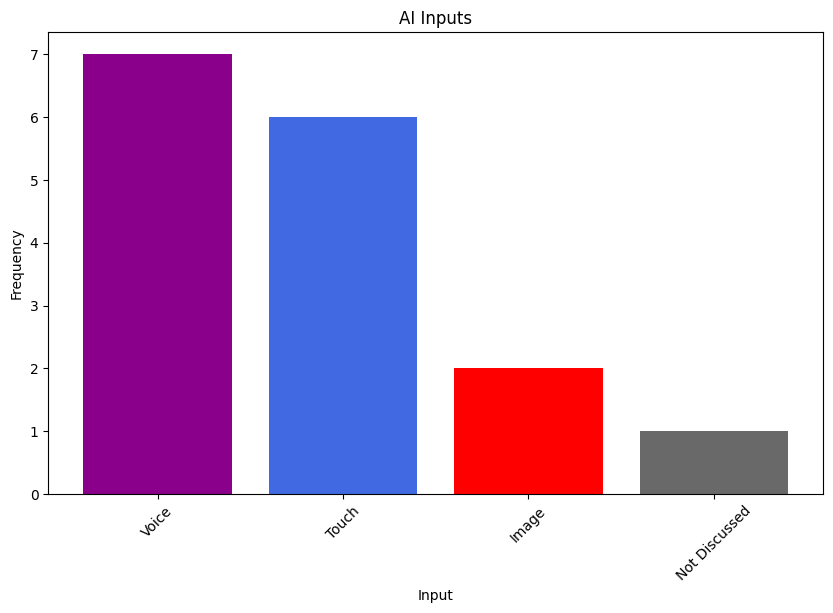 AI Inputs
Frequency
7
6
5
4
3
2
1
0
Voice
Touch
Image
Not Discussed
Input